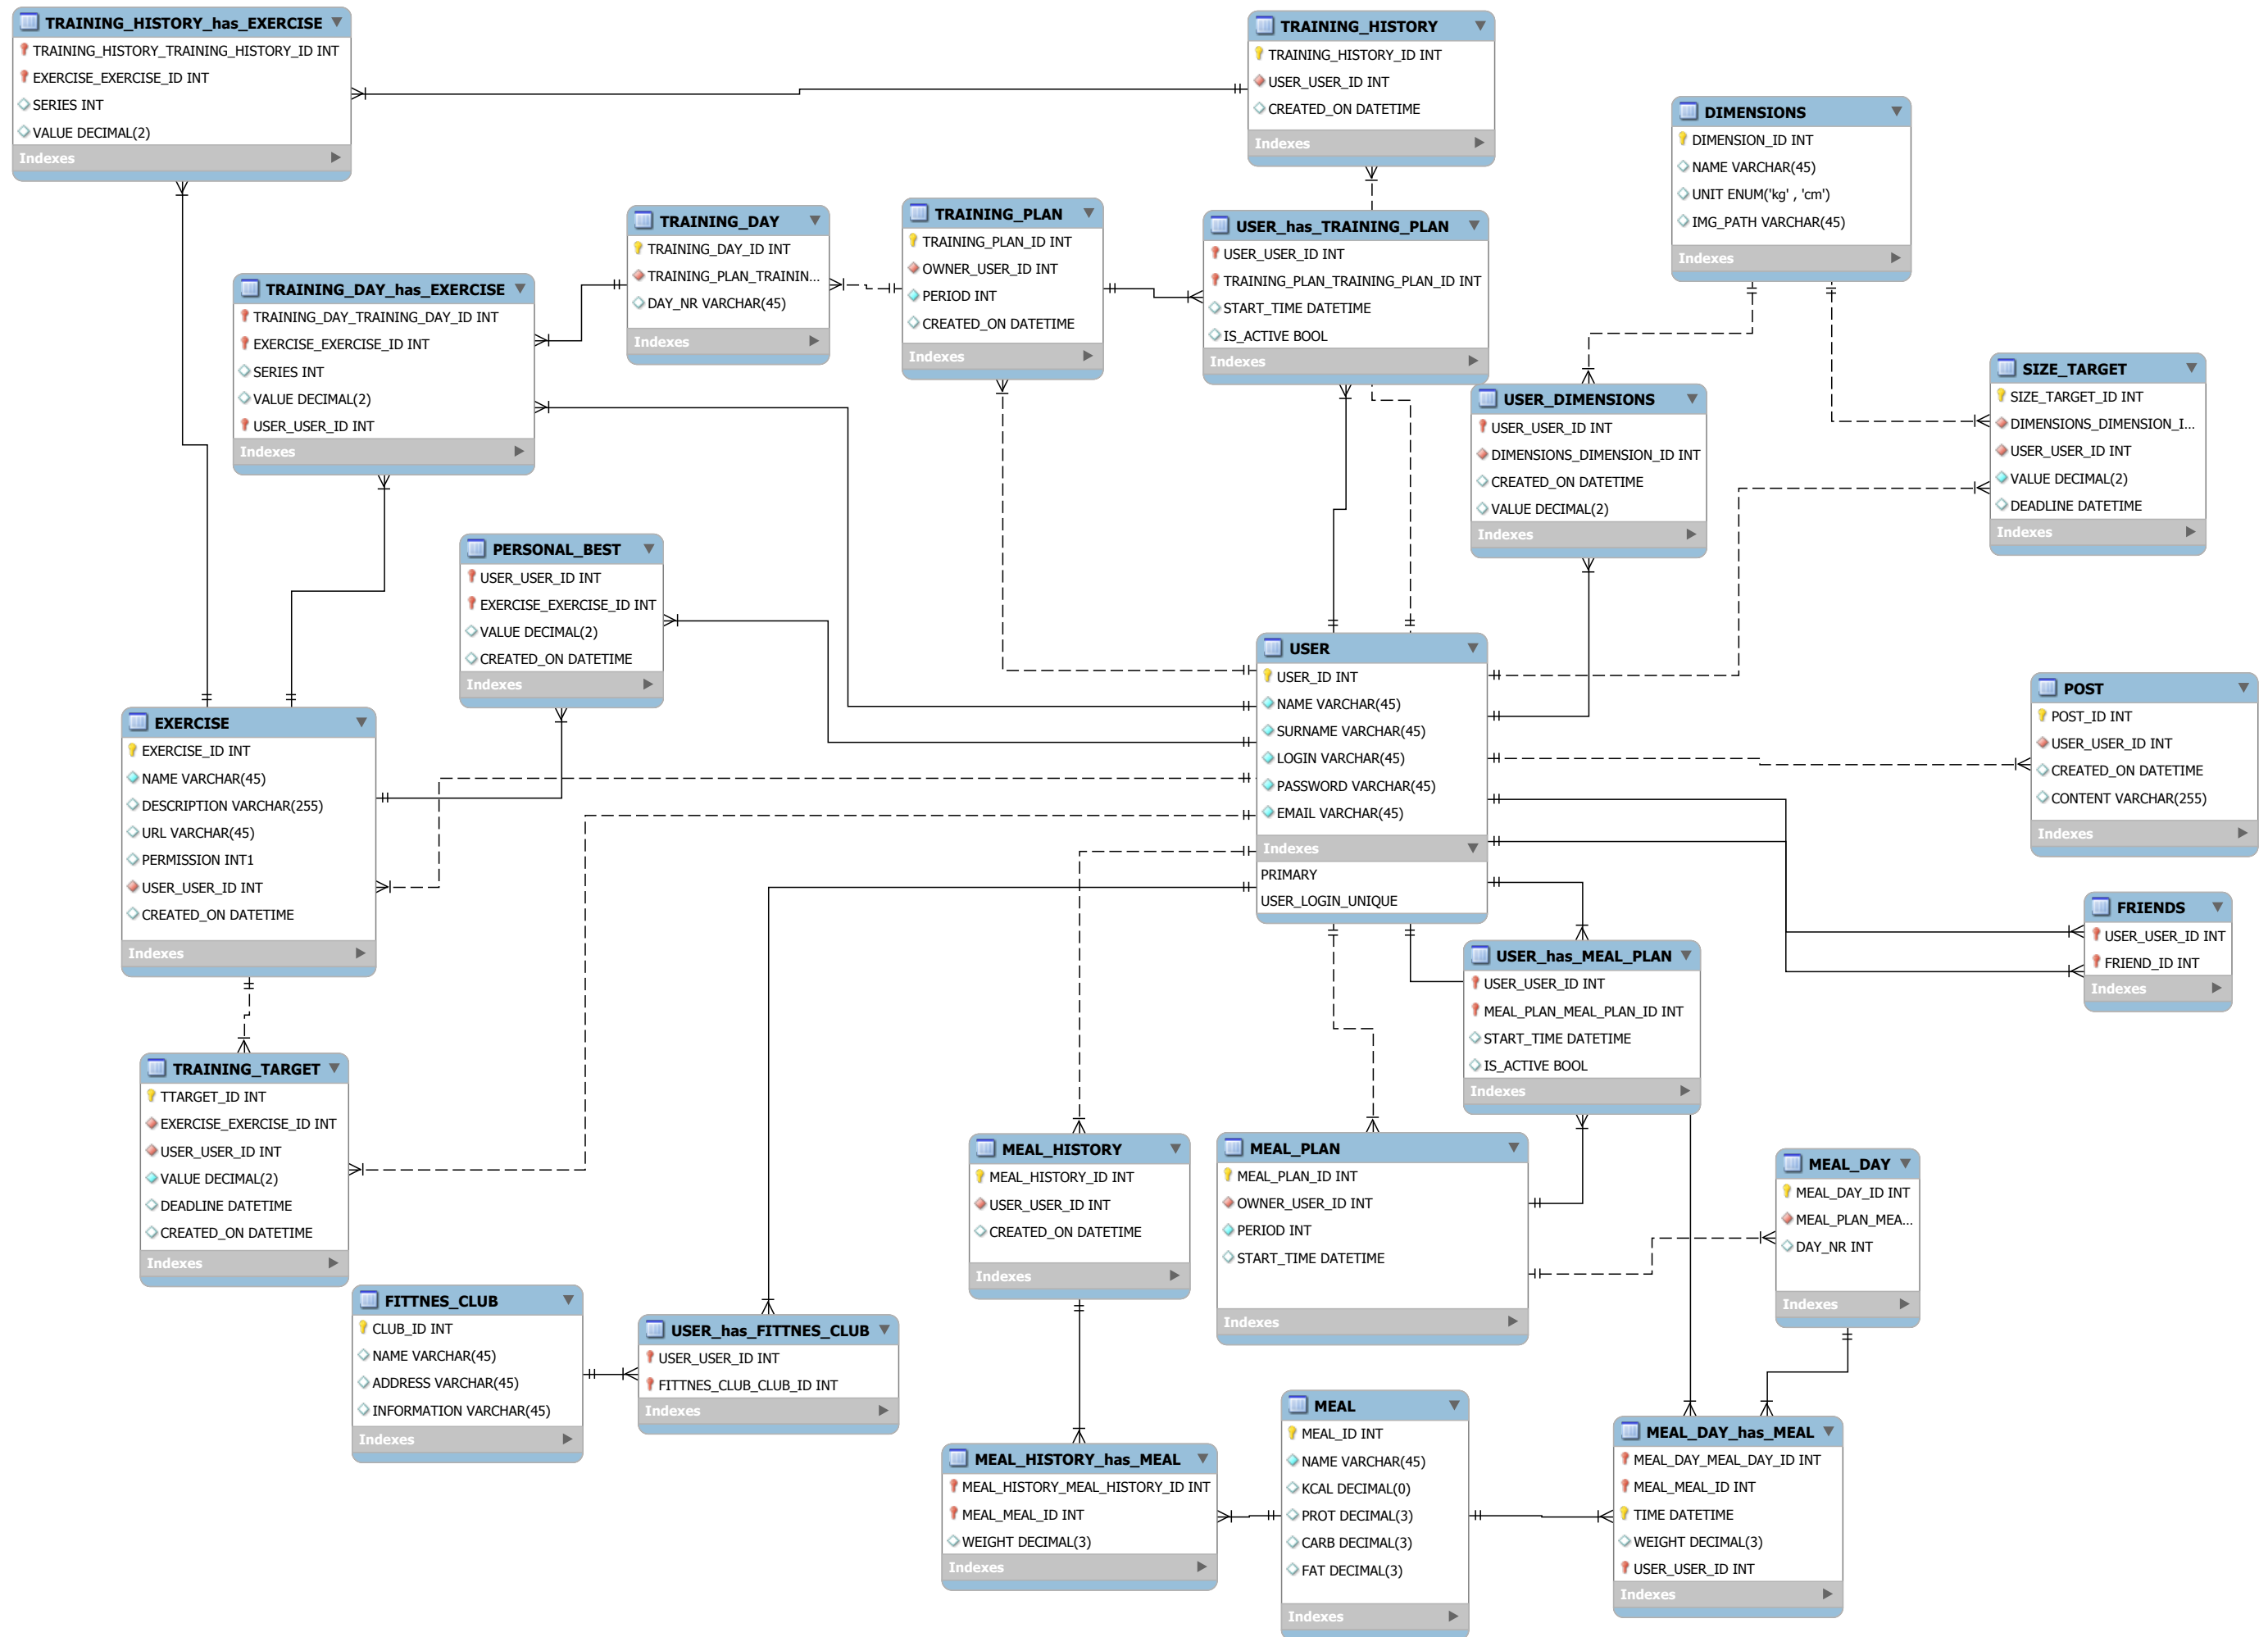 TRAINING_HISTORY_has_EXERCISE
TRAINING_HISTORY_TRAINING_HISTORY_ID INT
EXERCISE_EXERCISE_ID INT
SERIES INT
VALUE DECIMAL(2)
Indexes
TRAINING_HISTORY
TRAINING_HISTORY_ID INT
USER_USER_ID INT
CREATED_ON DATETIME
Indexes
DIMENSIONS
DIMENSION_ID INT
NAME VARCHAR(45)
UNIT ENUM('kg' , 'cm')
IMG_PATH VARCHAR(45)
Indexes
TRAINING_DAY
TRAINING_DAY_ID INT
TRAINING_PLAN_TRAININ...
DAY_NR VARCHAR(45)
Indexes
TRAINING_PLAN
TRAINING_PLAN_ID INT
OWNER_USER_ID INT
PERIOD INT
CREATED_ON DATETIME
Indexes
USER_has_TRAINING_PLAN
USER_USER_ID INT
TRAINING_PLAN_TRAINING_PLAN_ID INT
START_TIME DATETIME
IS_ACTIVE BOOL
Indexes
TRAINING_DAY_has_EXERCISE
TRAINING_DAY_TRAINING_DAY_ID INT
EXERCISE_EXERCISE_ID INT
SERIES INT
VALUE DECIMAL(2)
USER_USER_ID INT
Indexes
USER_DIMENSIONS
USER_USER_ID INT
DIMENSIONS_DIMENSION_ID INT
CREATED_ON DATETIME
VALUE DECIMAL(2)
Indexes
SIZE_TARGET
SIZE_TARGET_ID INT
DIMENSIONS_DIMENSION_I...
USER_USER_ID INT
VALUE DECIMAL(2)
DEADLINE DATETIME
Indexes
PERSONAL_BEST
USER_USER_ID INT
EXERCISE_EXERCISE_ID INT
VALUE DECIMAL(2)
CREATED_ON DATETIME
Indexes
USER
USER_ID INT
NAME VARCHAR(45)
SURNAME VARCHAR(45)
LOGIN VARCHAR(45)
PASSWORD VARCHAR(45)
EMAIL VARCHAR(45)
Indexes
PRIMARY
USER_LOGIN_UNIQUE
POST
POST_ID INT
USER_USER_ID INT
CREATED_ON DATETIME
CONTENT VARCHAR(255)
Indexes
EXERCISE
EXERCISE_ID INT
NAME VARCHAR(45)
DESCRIPTION VARCHAR(255)
URL VARCHAR(45)
PERMISSION INT1
USER_USER_ID INT
CREATED_ON DATETIME
Indexes
FRIENDS
USER_USER_ID INT
FRIEND_ID INT
Indexes
USER_has_MEAL_PLAN
USER_USER_ID INT
MEAL_PLAN_MEAL_PLAN_ID INT
START_TIME DATETIME
IS_ACTIVE BOOL
Indexes
TRAINING_TARGET
TTARGET_ID INT
EXERCISE_EXERCISE_ID INT
USER_USER_ID INT
VALUE DECIMAL(2)
DEADLINE DATETIME
CREATED_ON DATETIME
Indexes
MEAL_HISTORY
MEAL_HISTORY_ID INT
USER_USER_ID INT
CREATED_ON DATETIME
Indexes
MEAL_PLAN
MEAL_PLAN_ID INT
OWNER_USER_ID INT
PERIOD INT
START_TIME DATETIME
Indexes
MEAL_DAY
MEAL_DAY_ID INT
MEAL_PLAN_MEA...
DAY_NR INT
Indexes
FITTNES_CLUB
CLUB_ID INT
NAME VARCHAR(45)
ADDRESS VARCHAR(45)
INFORMATION VARCHAR(45)
Indexes
USER_has_FITTNES_CLUB
USER_USER_ID INT
FITTNES_CLUB_CLUB_ID INT
Indexes
MEAL_HISTORY_has_MEAL
MEAL_HISTORY_MEAL_HISTORY_ID INT
MEAL_MEAL_ID INT
WEIGHT DECIMAL(3)
Indexes
MEAL
MEAL_ID INT
NAME VARCHAR(45)
KCAL DECIMAL(0)
PROT DECIMAL(3)
CARB DECIMAL(3)
FAT DECIMAL(3)
Indexes
MEAL_DAY_has_MEAL
MEAL_DAY_MEAL_DAY_ID INT
MEAL_MEAL_ID INT
TIME DATETIME
WEIGHT DECIMAL(3)
USER_USER_ID INT
Indexes